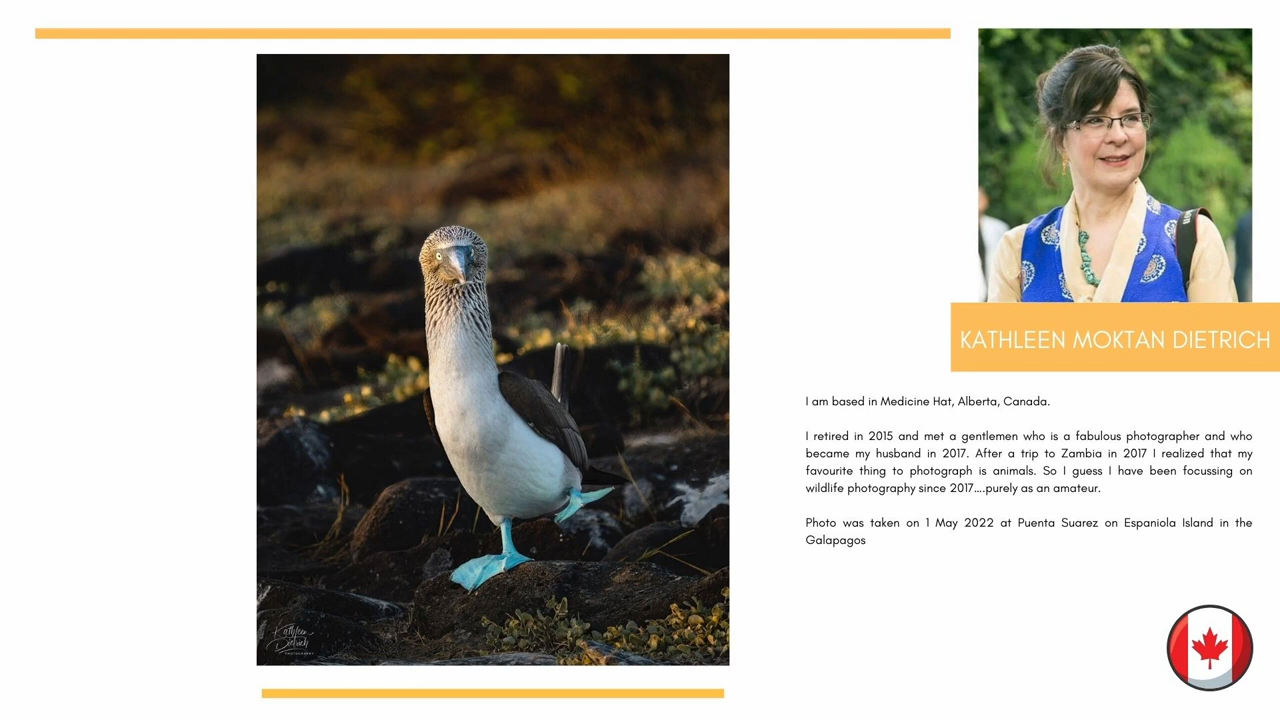 KATHLEEN MOKTAN DIETRICH
I am based in Medicine Hat, Alberta, Canada.
I retired in 2015 and met a gentlemen who is a fabulous photographer and who
became my husband in 2017. After a trip to Zambia in 2017 I realized that my
favourite thing to photograph is animals. So I guess I have been focussing on
wildlife photography since 2017....purely as an amateur.
Photo was taken on 1 May 2022 at Puenta Suarez on Espaniola Island in the
Galapagos
Kathleen
Dietrich
PHOTOGRAPHY